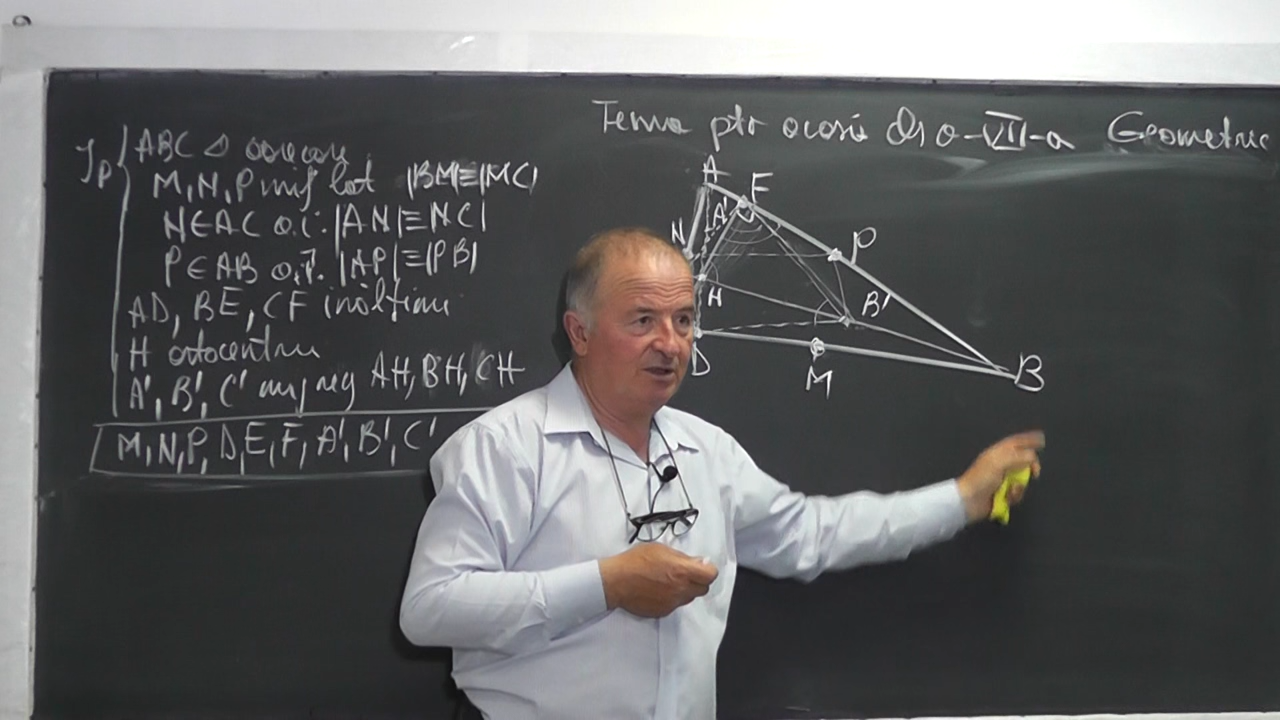 Tema ptr acasă cls a-VII-a Geometrie
Ip ABC △ oarecare
M, N, P mij lat |BM|≡|MC|
N∈AC a.î. |AN|≡NC|
P∈AB a.î. |AP|≡|PB|
AD, BE, CF înălțimi
H ortocentru
A', B', C' mij seg AH, BH, CH
M, N, P, D, E, F, A', B', C'
A
F
A'
N
P
H
B'
D
M
B